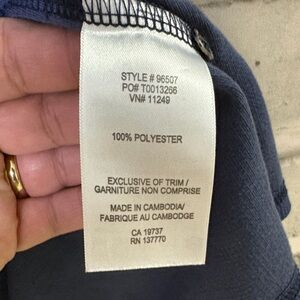 STYLE # 96507
PO# T0013266
VN# 11249
100% POLYESTER
EXCLUSIVE OF TRIM /
GARNITURE NON COMPRISE
MADE IN CAMBODIA/
FABRIQUE AU CAMBODGE
CA 19737
RN 137770